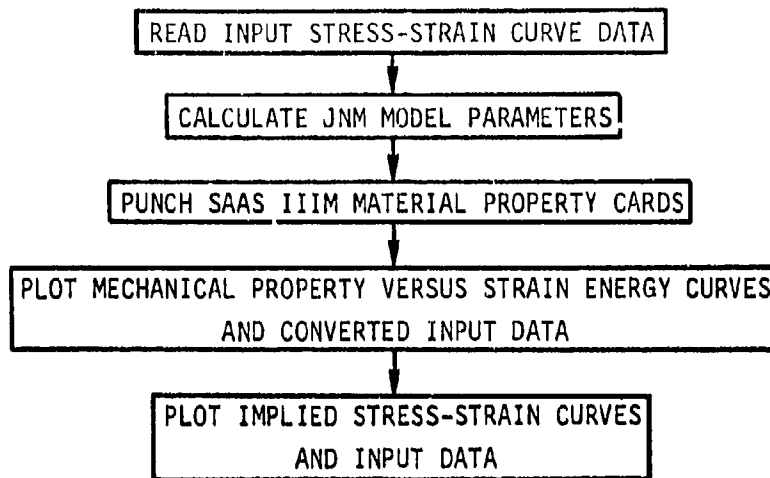 READ INPUT STRESS-STRAIN CURVE DATA
CALCULATE JNM MODEL PARAMETERS
PUNCH SAAS IIIM MATERIAL PROPERTY CARDS
PLOT MECHANICAL PROPERTY VERSUS STRAIN ENERGY CURVES
AND CONVERTED INPUT DATA
PLOT IMPLIED STRESS-STRAIN CURVES
AND INPUT DATA